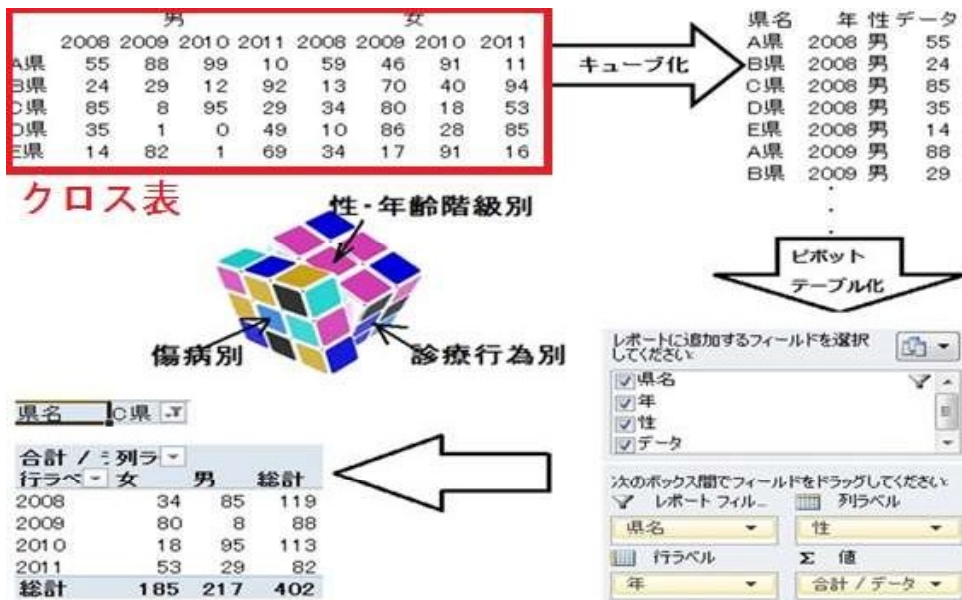 男 女
2008 2009 2010 2011 2008 2009 2010 2011
A県 55 88 99 10 59 46 91 11
B県 24 29 12 92 13 70 40 94
C県 85 8 95 29 34 80 18 53
D県 35 1 0 49 10 86 28 85
E県 14 82 1 69 34 17 91 16
クロス表
キューブ化
県名 年 性 データ
A県 2008 男 55
B県 2008 男 24
C県 2008 男 85
D県 2008 男 35
E県 2008 男 14
A県 2009 男 88
B県 2009 男 29
ピボット
テーブル化
性・年齢階級別
傷病別
診療行為別
レポートに追加するフィールドを選択
してください:
県名
年
性
データ
次のボックス間でフィールドをドラッグしてください:
レポート フィル... 列ラベル
県名 性
行ラベル Σ 値
年 合計 / データ
県名 C県
合計 / 列ラ
行ラベ 女 男 総計
2008 34 85 119
2009 80 8 88
2010 18 95 113
2011 53 29 82
総計 185 217 402